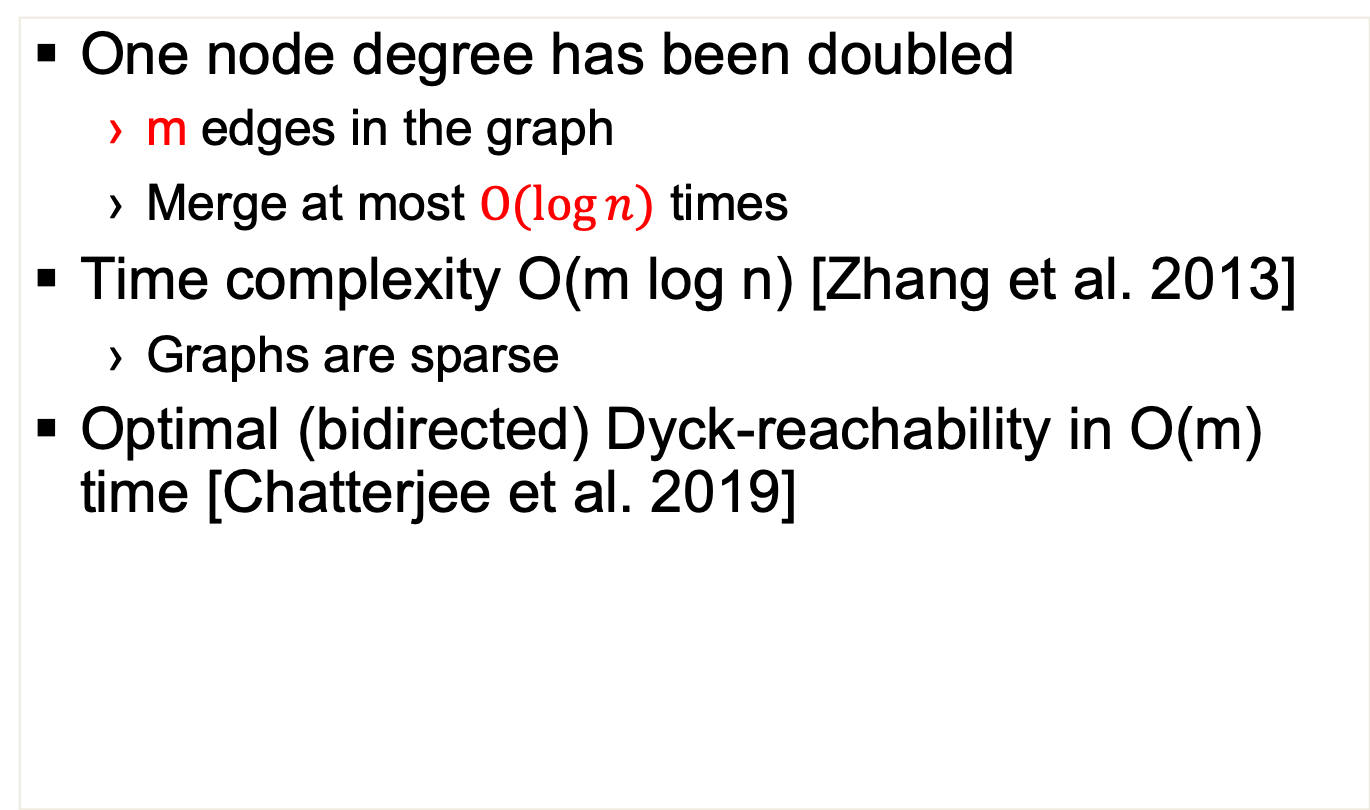 ▪ One node degree has been doubled
› m edges in the graph
› Merge at most O(log n) times
▪ Time complexity O(m log n) [Zhang et al. 2013]
› Graphs are sparse
▪ Optimal (bidirected) Dyck-reachability in O(m)
time [Chatterjee et al. 2019]